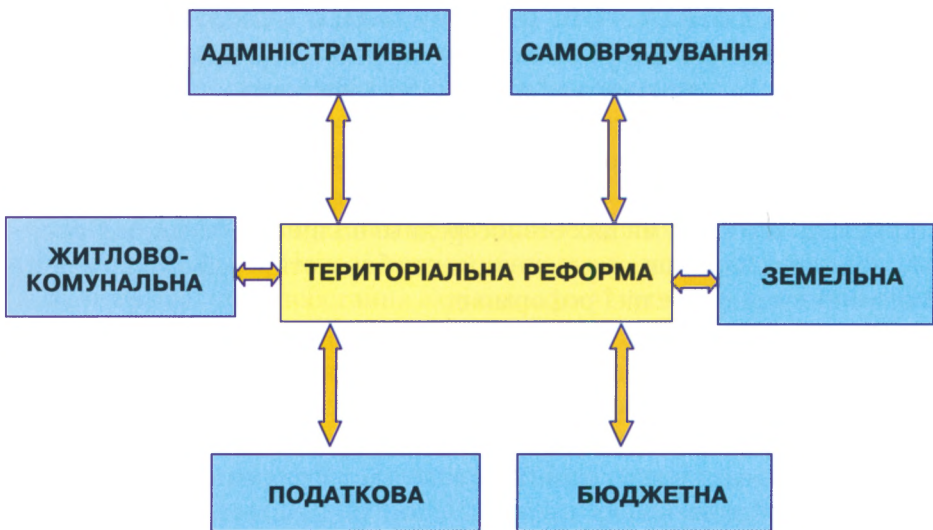 АДМІНІСТРАТИВНА
САМОВРЯДУВАННЯ
ЖИТЛОВО-
КОМУНАЛЬНА
ТЕРИТОРІАЛЬНА РЕФОРМА
ЗЕМЕЛЬНА
ПОДАТКОВА
БЮДЖЕТНА